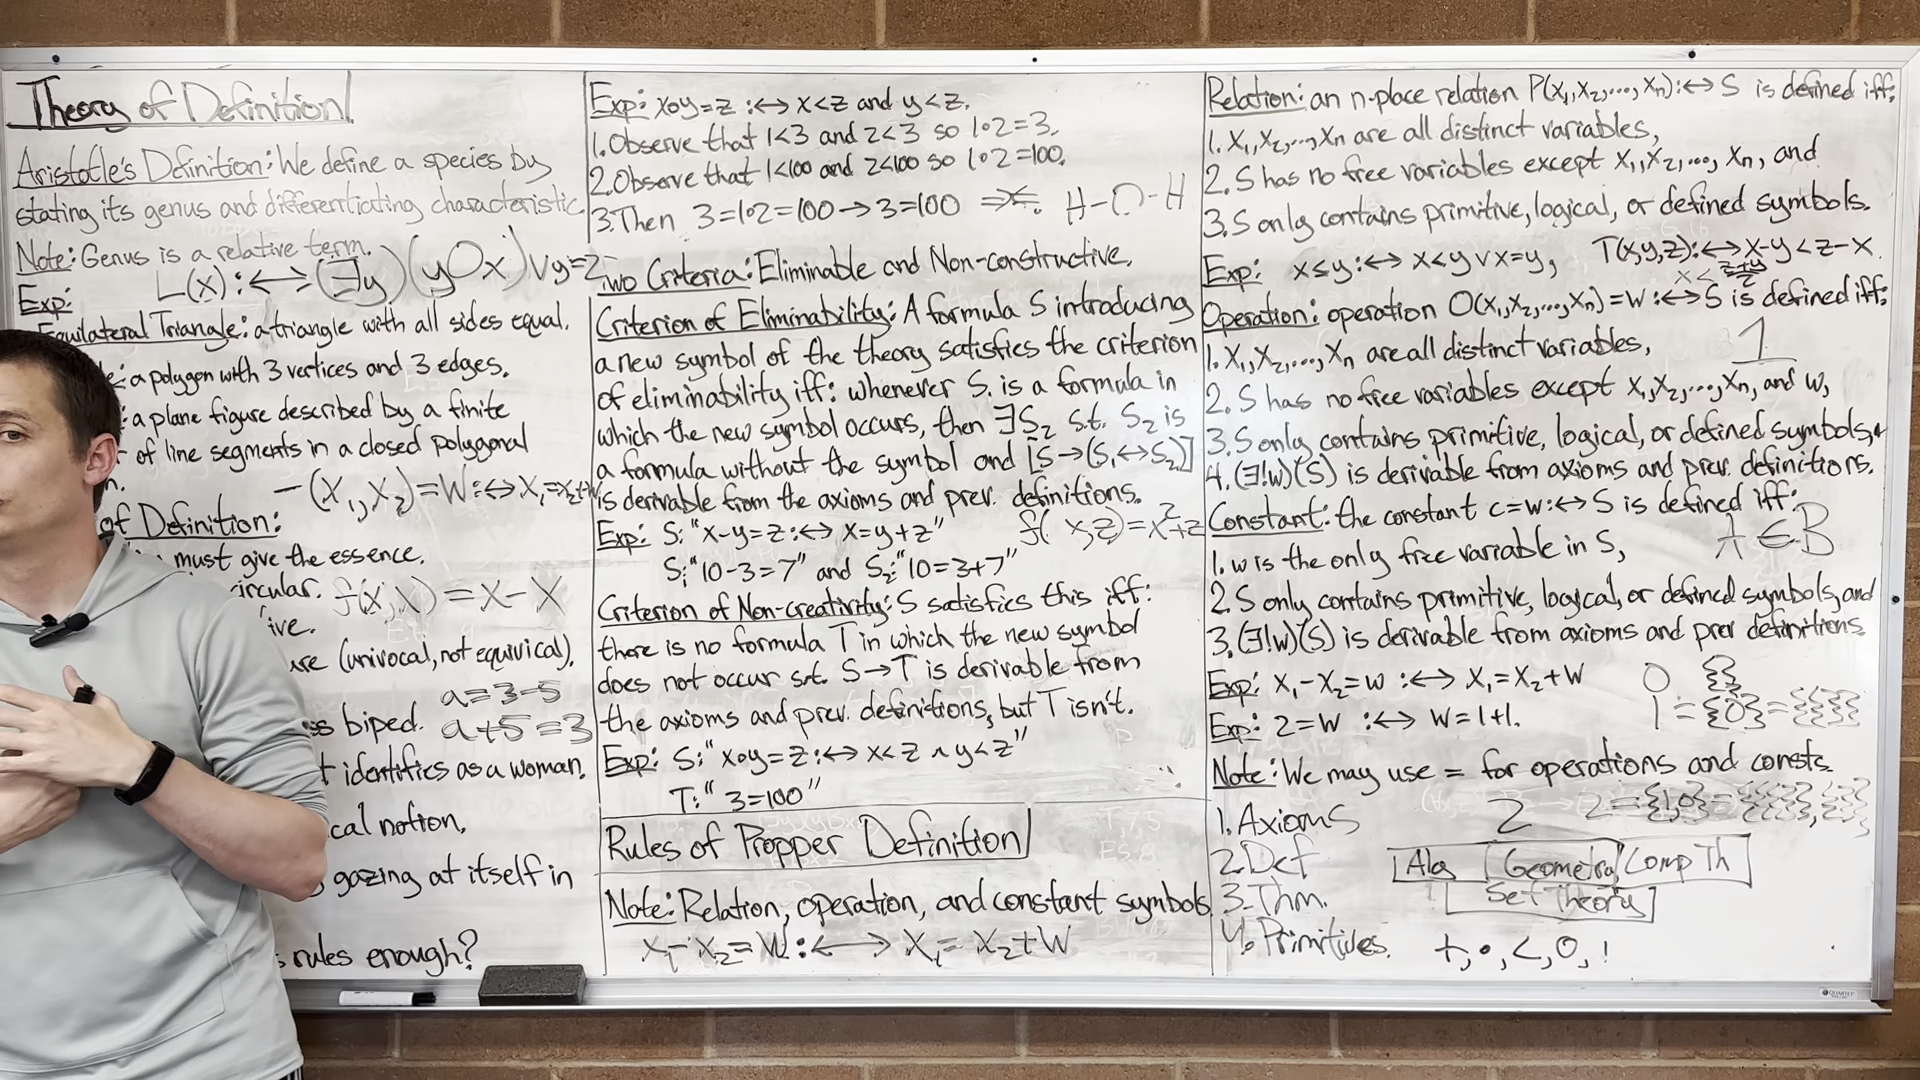 Theory of Definition
Aristotle's Definition: We define a species by
stating its genus and differentiating characteristic.
Note: Genus is a relative term.
L(x) :↔ (∃y)(yOx)∨y=2
Exp:
Equilateral Triangle: a triangle with all sides equal.
: a polygon with 3 vertices and 3 edges.
: a plane figure described by a finite
of line segments in a closed polygonal
n.
-(x₁, x₂)=W :↔ x₁=x₂+w
of Definition:
must give the essence.
ircular. f(x, x) = x - x
ive.
ure (univocal, not equivical).
a=3-5
ss biped. a+5=3
t identifies as a woman.
cal notion.
gazing at itself in
s rules enough?
Exp: x∘y=z :↔ x<z and y<z.
1. Observe that 1<3 and 2<3 so 1∘2=3.
2. Observe that 1<100 and 2<100 so 1∘2=100.
3. Then 3=1∘2=100→3=100 ⇒⇐. H-O-H
Two Criteria: Eliminable and Non-constructive.
Criterion of Eliminability: A formula S introducing
a new symbol of the theory satisfies the criterion
of eliminability iff: whenever S₁ is a formula in
which the new symbol occurs, then ∃S₂ s.t. S₂ is
a formula without the symbol and [S→(S₁↔S₂)]
is derivable from the axioms and prev. definitions.
Exp: S: "x-y=z :↔ x=y+z" f(x,z)=x²+z
S₁: "10-3=7" and S₂: "10=3+7"
Criterion of Non-creativity: S satisfies this iff:
there is no formula T in which the new symbol
does not occur s.t. S→T is derivable from
the axioms and prev. definitions, but T isn't.
Exp: S: "x∘y=z :↔ x<z ∧ y<z"
T: "3=100"
Rules of Propper Definition
Note: Relation, operation, and constant symbols
x₁-x₂=W :↔ x₁=x₂+W
Relation: an n-place relation P(x₁,x₂,...,xₙ) :↔ S is defined iff:
1. x₁,x₂,...,xₙ are all distinct variables,
2. S has no free variables except x₁,x₂,...,xₙ, and
3. S only contains primitive, logical, or defined symbols.
Exp: x≤y :↔ x<y ∨ x=y, T(x,y,z) :↔ x-y<z-x.
Operation: operation O(x₁,x₂,...,xₙ)=w :↔ S is defined iff:
1. x₁,x₂,...,xₙ are all distinct variables, 1
2. S has no free variables except x₁,x₂,...,xₙ, and w,
3. S only contains primitive, logical, or defined symbols, +
4. (∃!w)(S) is derivable from axioms and prev. definitions.
Constant: the constant c=w :↔ S is defined iff:
1. w is the only free variable in S, A∈B
2. S only contains primitive, logical, or defined symbols, and
3. (∃!w)(S) is derivable from axioms and prev definitions.
Exp: x₁-x₂=w :↔ x₁=x₂+w 0 {}
Exp: 2=w :↔ w=1+1. 1={0}={{}}
Note: We may use = for operations and consts.
1. Axioms 2 2={1,0}={{{}},{}}
2. Def Alg Geometry Comp Th
3. Thm. Set Theory
4. Primitives. +, •, <, O, !